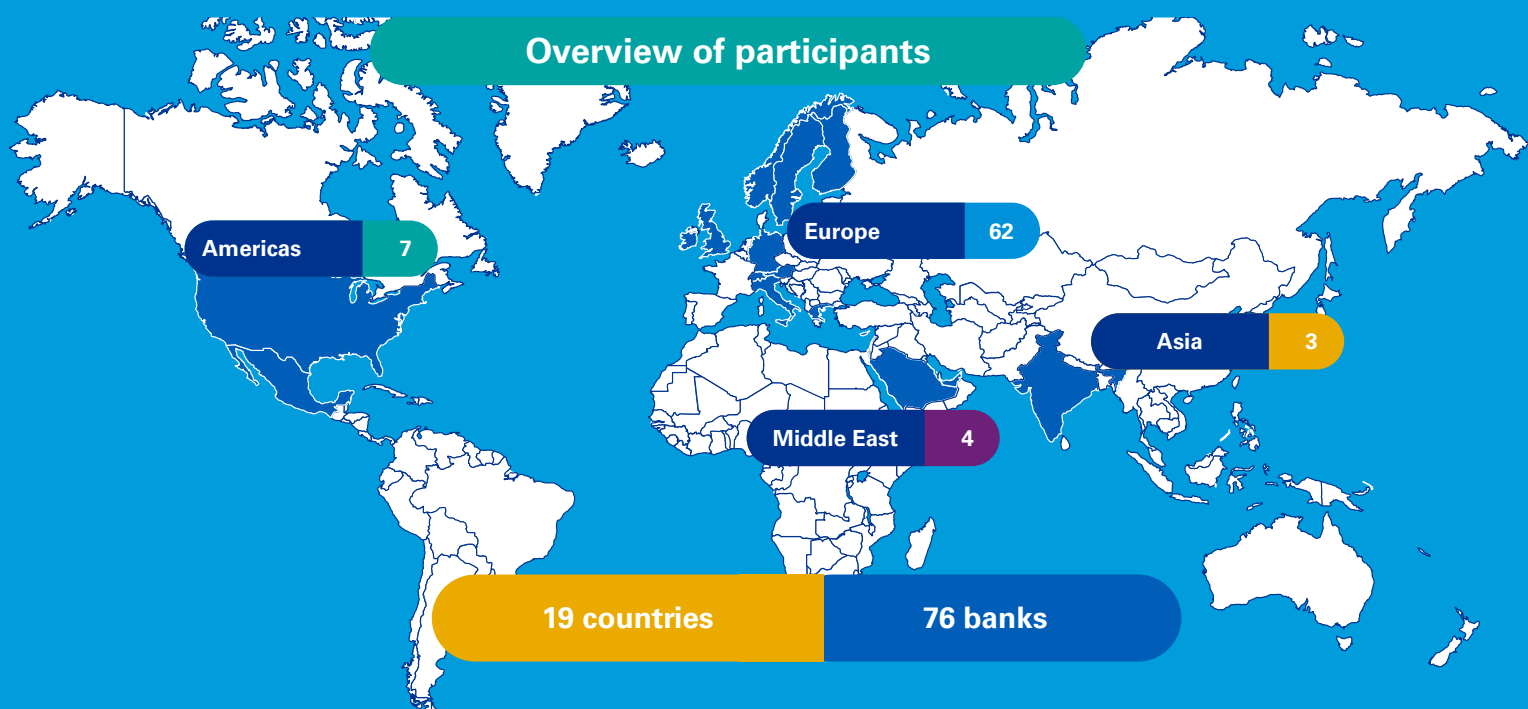 Overview of participants
Americas 7
Europe 62
Asia 3
Middle East 4
19 countries
76 banks